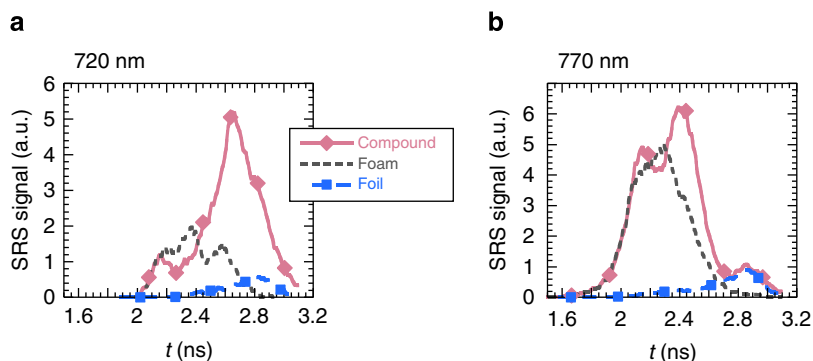 a
720 nm
SRS signal (a.u.)
6
5
4
3
2
1
0
1.6 2 2.4 2.8 3.2
t (ns)
Compound
Foam
Foil
b
770 nm
SRS signal (a.u.)
6
5
4
3
2
1
0
1.6 2 2.4 2.8 3.2
t (ns)